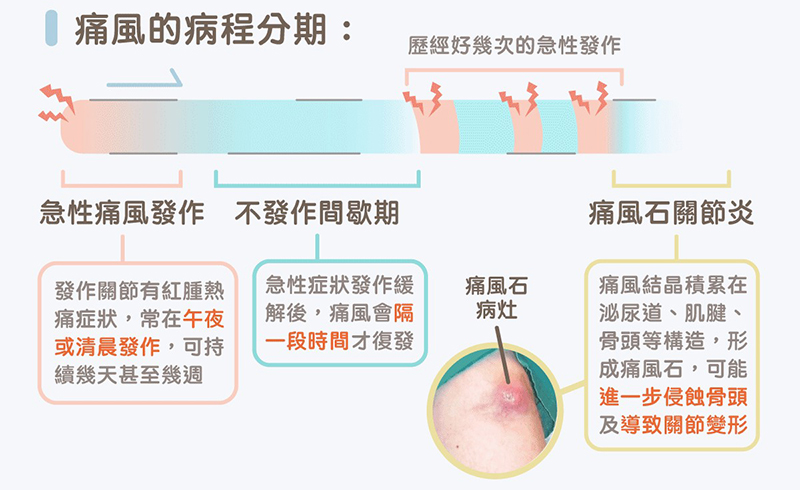 痛風的病程分期：
歷經好幾次的急性發作
急性痛風發作
不發作間歇期
痛風石關節炎
發作關節有紅腫熱
痛症狀，常在午夜
或清晨發作，可持
續幾天甚至幾週
急性症狀發作緩
解後，痛風會隔
一段時間才復發
痛風石
病灶
痛風結晶積累在
泌尿道、肌腱、
骨頭等構造，形
成痛風石，可能
進一步侵蝕骨頭
及導致關節變形